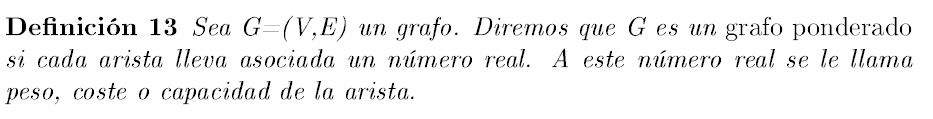 Definición 13 Sea G=(V,E) un grafo. Diremos que G es un grafo ponderado
si cada arista lleva asociada un número real. A este número real se le llama
peso, coste o capacidad de la arista.